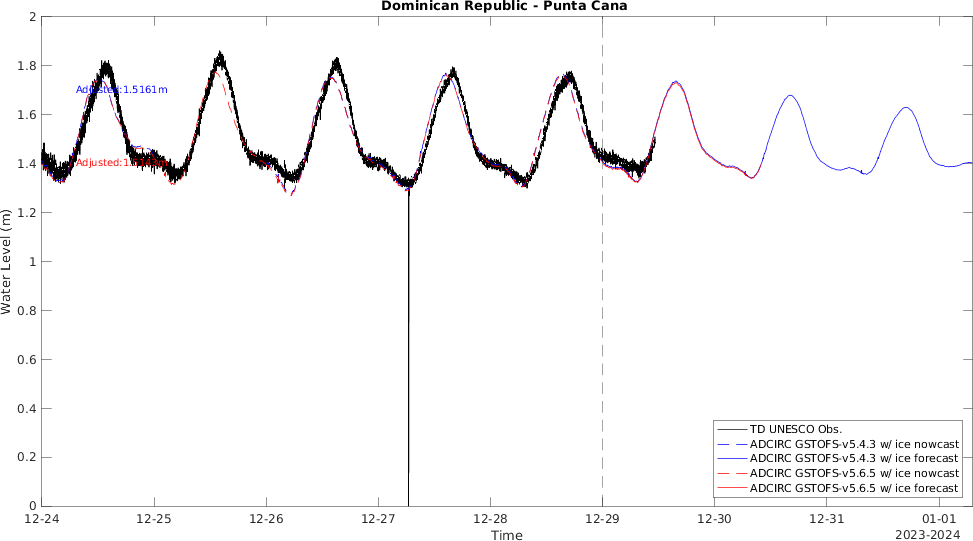 Dominican Republic - Punta Cana
2
1.8
1.6
1.4
1.2
1
0.8
0.6
0.4
0.2
0
Water Level (m)
Adjusted:1.5161m
Adjusted:1.
TD UNESCO Obs.
ADCIRC GSTOFS-v5.4.3 w/ ice nowcast
ADCIRC GSTOFS-v5.4.3 w/ ice forecast
ADCIRC GSTOFS-v5.6.5 w/ ice nowcast
ADCIRC GSTOFS-v5.6.5 w/ ice forecast
12-24 12-25 12-26 12-27 12-28 12-29 12-30 12-31 01-01
Time
2023-2024